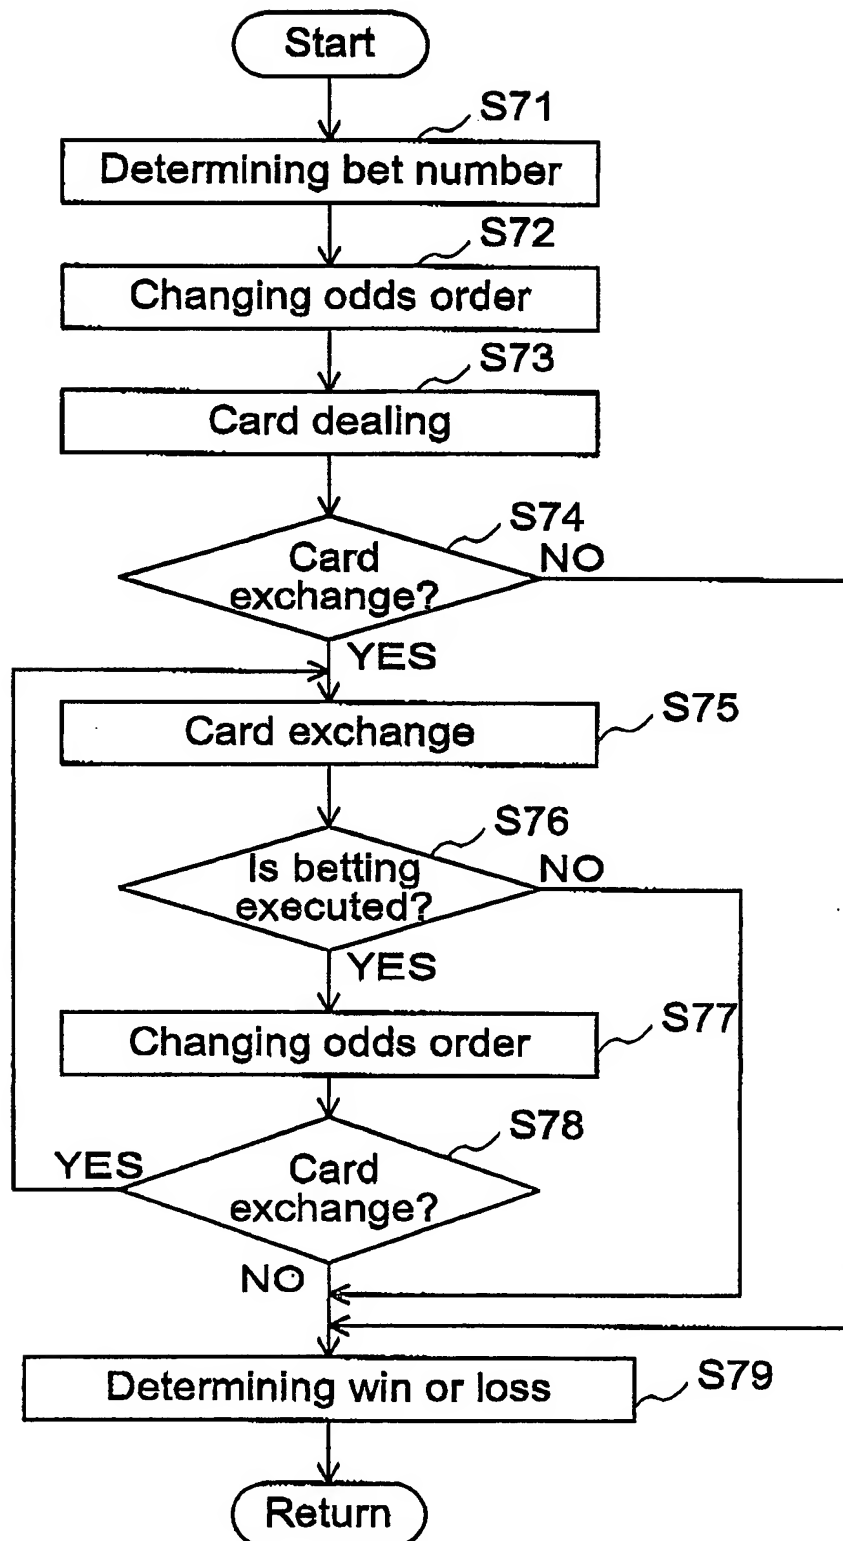 Start
S71
Determining bet number
S72
Changing odds order
S73
Card dealing
S74
Card
exchange?
NO
YES
S75
Card exchange
S76
Is betting
executed?
NO
YES
S77
Changing odds order
S78
Card
exchange?
YES
NO
S79
Determining win or loss
Return